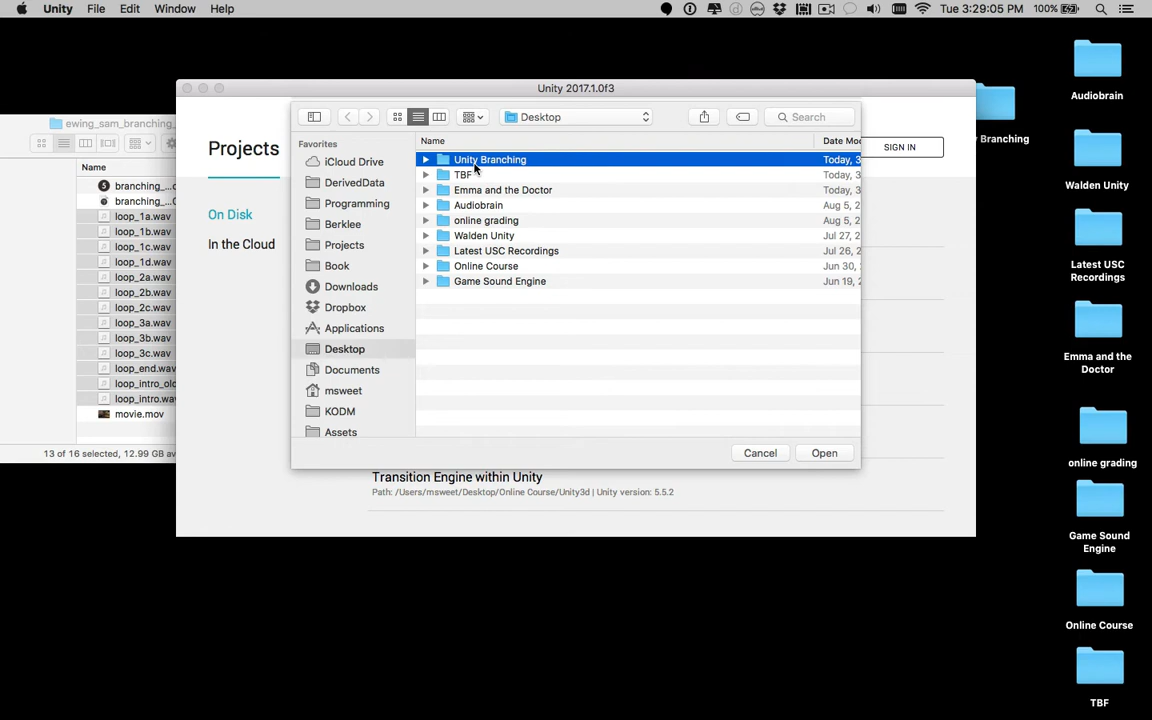 Unity File Edit Window Help
Tue 3:29:05 PM 100%
Unity 2017.1.0f3
ewing_sam_branching_
Name
branching_...
branching_...
loop_1a.wav
loop_1b.wav
loop_1c.wav
loop_1d.wav
loop_2a.wav
loop_2b.wav
loop_2c.wav
loop_3a.wav
loop_3b.wav
loop_3c.wav
loop_end.wav
loop_intro_old
loop_intro.wav
movie.mov
13 of 16 selected, 12.99 GB av
Projects
On Disk
In the Cloud
SIGN IN
Desktop
Search
Favorites
iCloud Drive
DerivedData
Programming
Berklee
Projects
Book
Downloads
Dropbox
Applications
Desktop
Documents
msweet
KODM
Assets
Name Date Mod
Unity Branching Today, 3
TBF Today, 3
Emma and the Doctor Today, 3
Audiobrain Aug 5, 2
online grading Aug 5, 2
Walden Unity Jul 27, 2
Latest USC Recordings Jul 26, 2
Online Course Jun 30, 2
Game Sound Engine Jun 19, 2
Cancel Open
Transition Engine within Unity
Path: /Users/msweet/Desktop/Online Course/Unity3d | Unity version: 5.5.2
Branching
Audiobrain
Walden Unity
Latest USC
Recordings
Emma and the
Doctor
online grading
Game Sound
Engine
Online Course
TBF